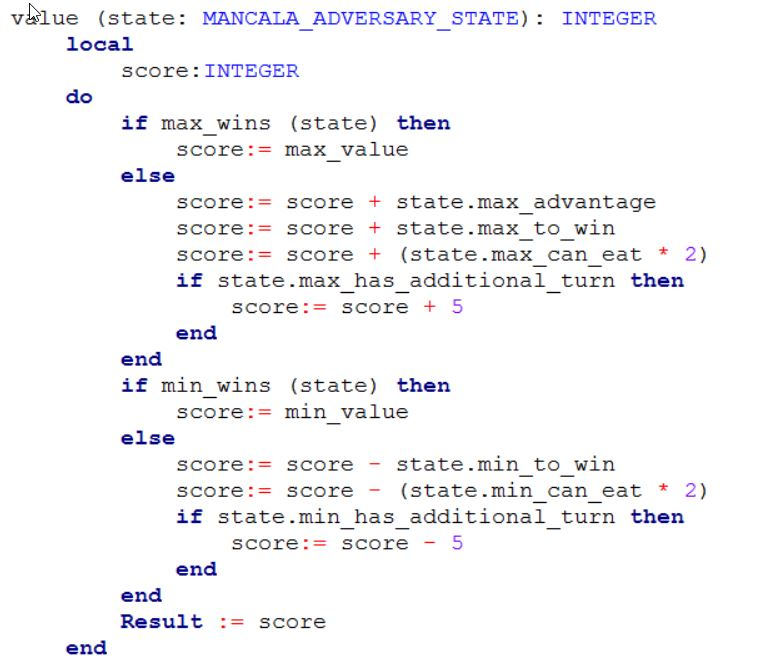 value (state: MANCALA_ADVERSARY_STATE): INTEGER
local
score:INTEGER
do
if max_wins (state) then
score:= max_value
else
score:= score + state.max_advantage
score:= score + state.max_to_win
score:= score + (state.max_can_eat * 2)
if state.max_has_additional_turn then
score:= score + 5
end
end
if min_wins (state) then
score:= min_value
else
score:= score - state.min_to_win
score:= score - (state.min_can_eat * 2)
if state.min_has_additional_turn then
score:= score - 5
end
end
Result := score
end